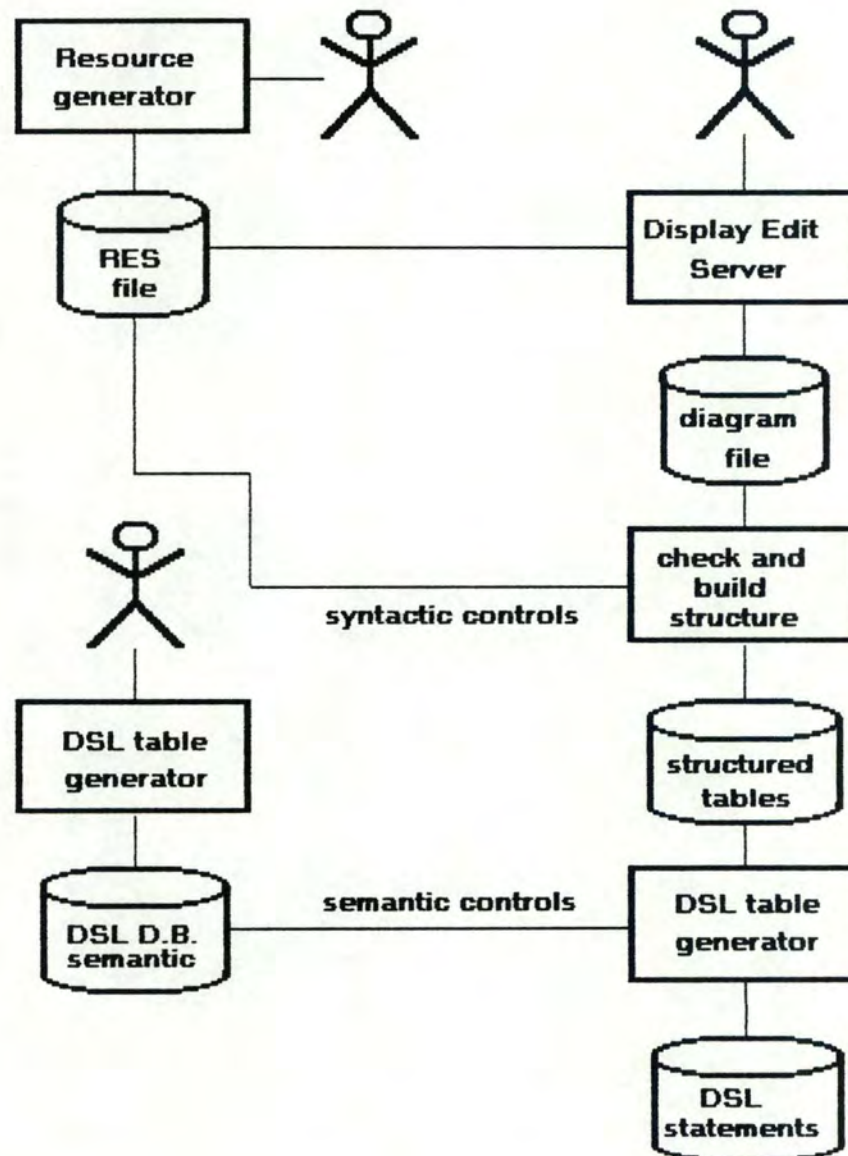 Resource
generator
RES
file
Display Edit
Server
diagram
file
check and
build
structure
syntactic controls
DSL table
generator
structured
tables
DSL D.B.
semantic
semantic controls
DSL table
generator
DSL
statements